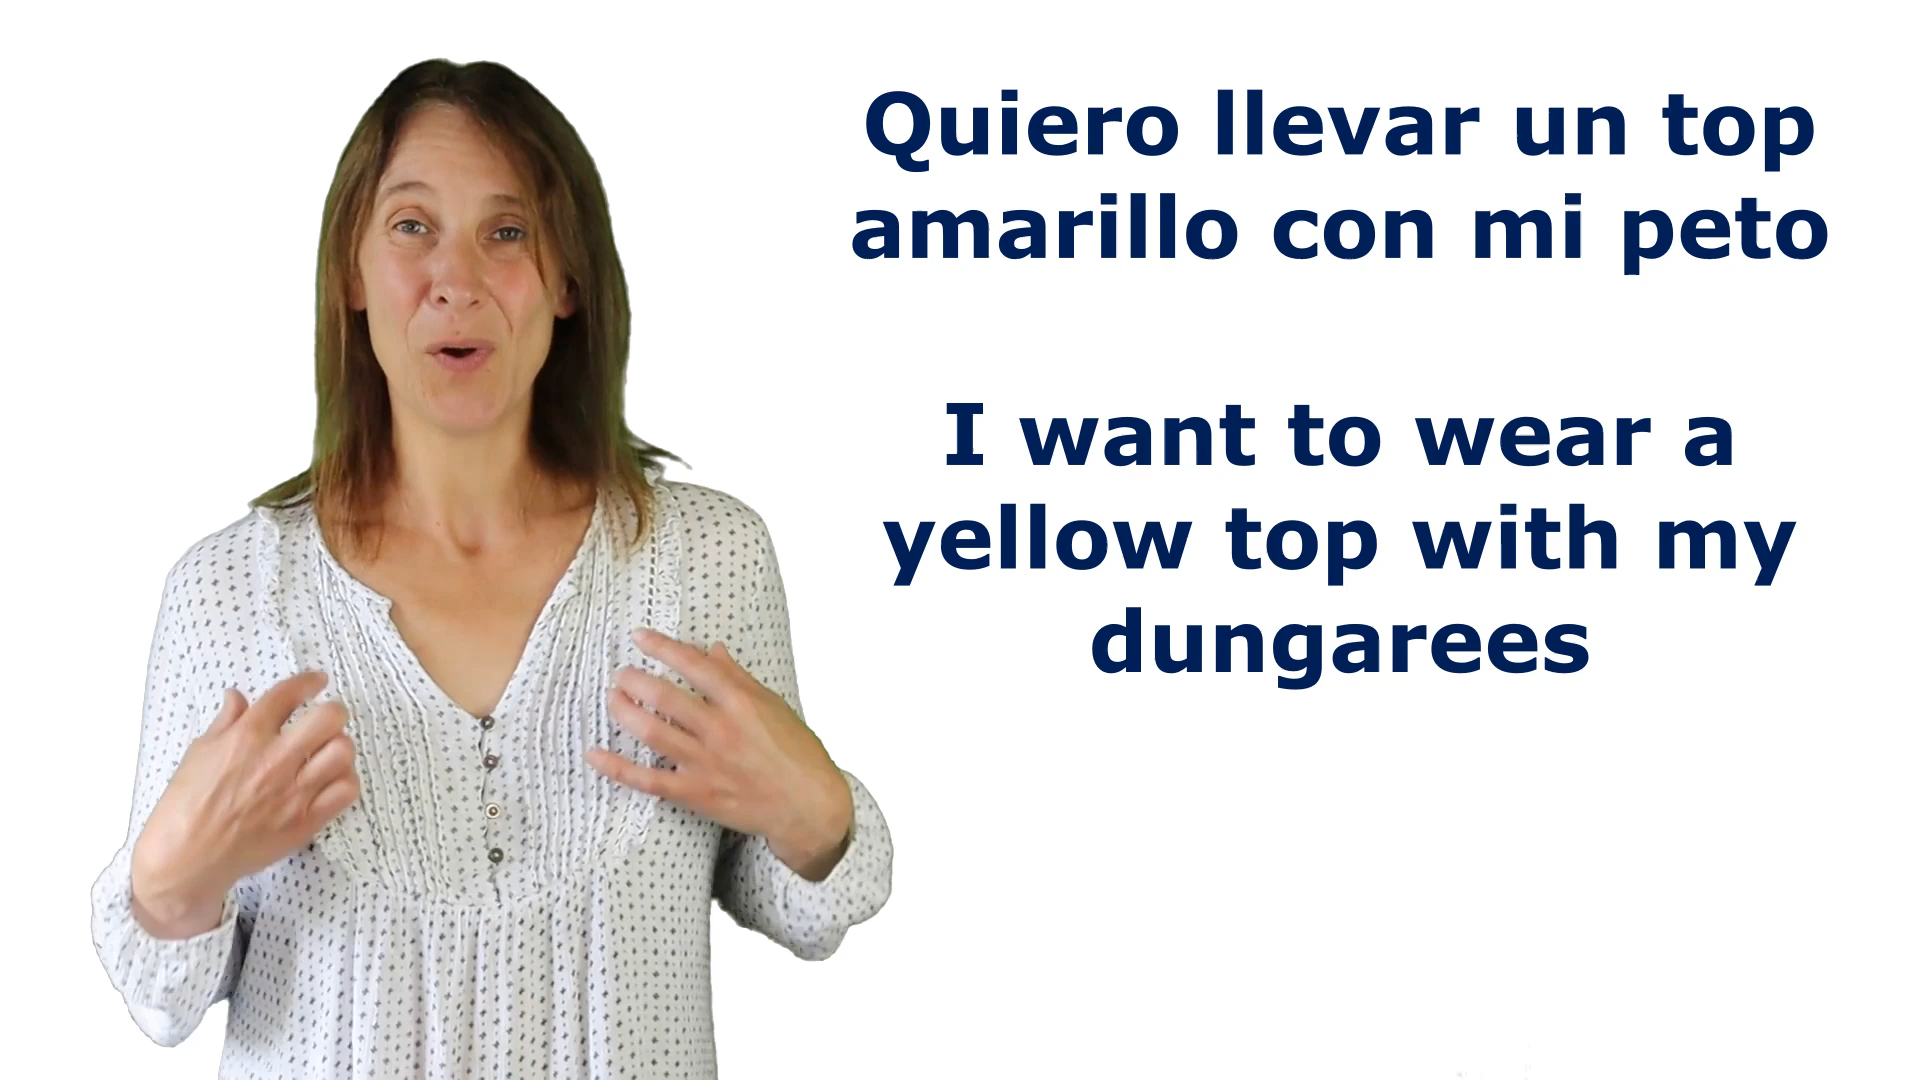 Quiero llevar un top
amarillo con mi peto
I want to wear a
yellow top with my
dungarees